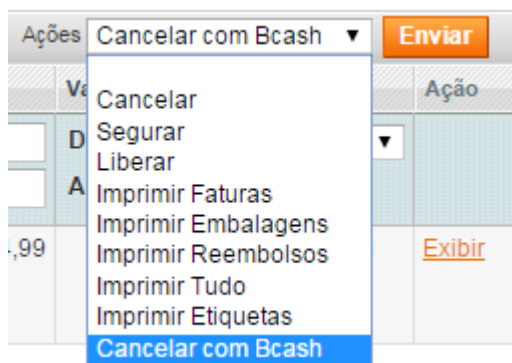 Ações Cancelar com Bcash Enviar
Ação
Cancelar
D Segurar
Liberar
A Imprimir Faturas
Imprimir Embalagens
,99 Imprimir Reembolsos Exibir
Imprimir Tudo
Imprimir Etiquetas
Cancelar com Bcash